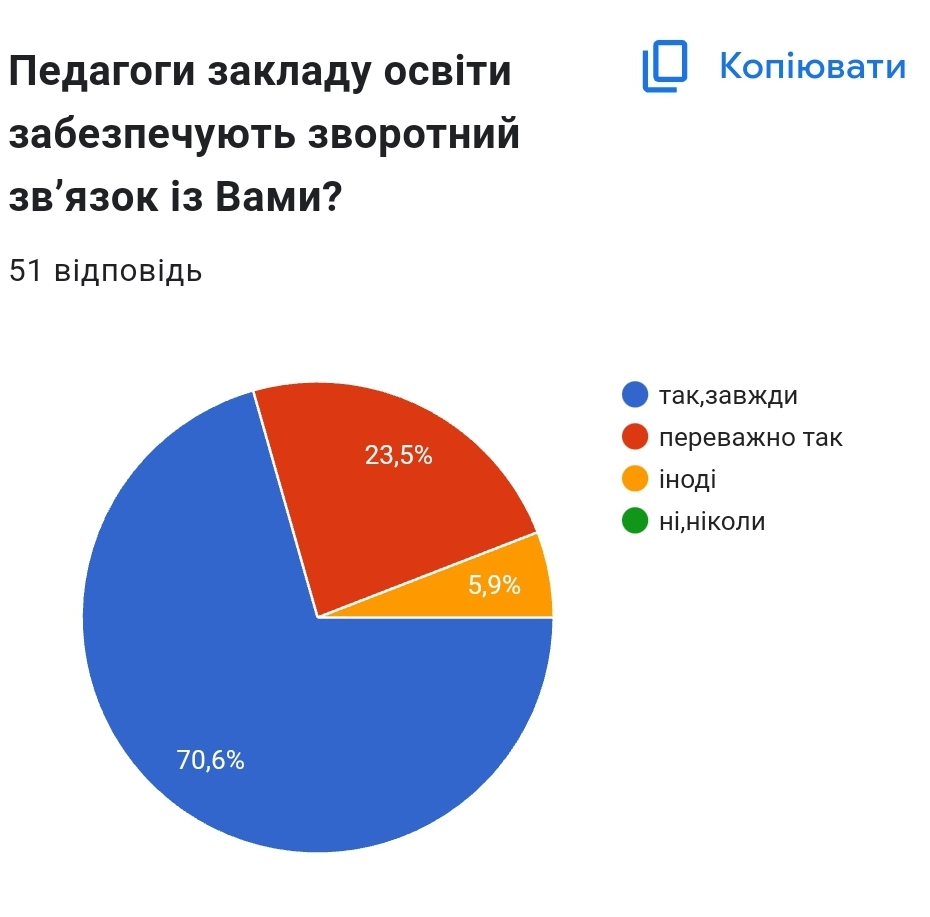 Педагоги закладу освіти
забезпечують зворотний
зв’язок із Вами?
Копіювати
51 відповідь
так,завжди
переважно так
іноді
ні,ніколи
23,5%
5,9%
70,6%